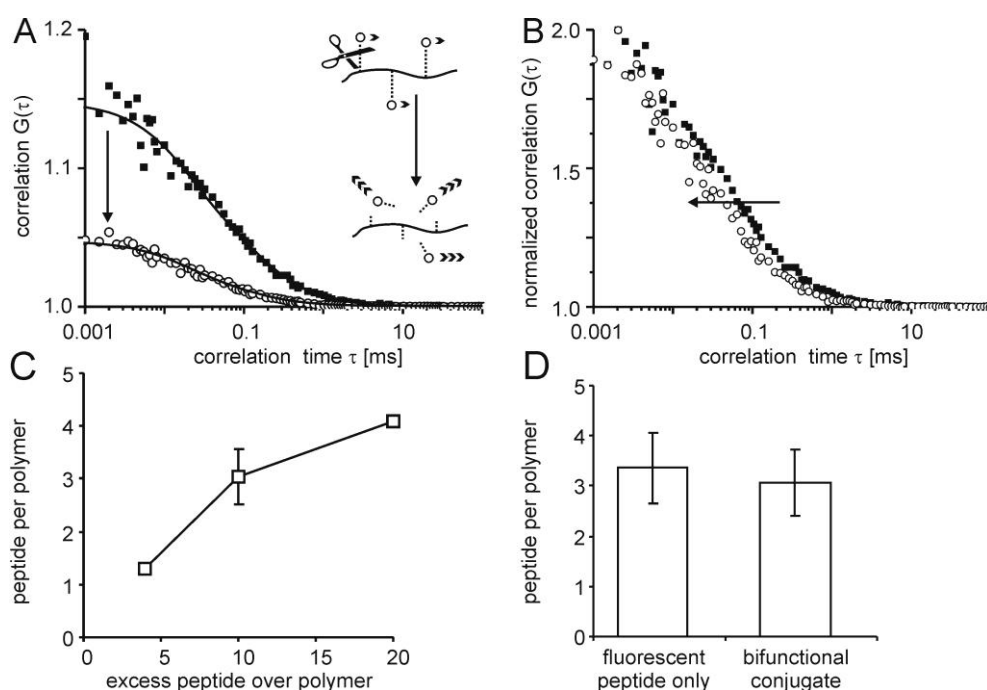 A
1.2
1.1
1.0
correlation G(τ)
0.001
0.1
10
correlation time τ [ms]
B
2.0
1.5
1.0
normalized correlation G(τ)
0.001
0.1
10
correlation time τ [ms]
C
5
4
3
2
1
0
peptide per polymer
0
5
10
15
20
excess peptide over polymer
D
5
4
3
2
1
0
peptide per polymer
fluorescent
peptide only
bifunctional
conjugate